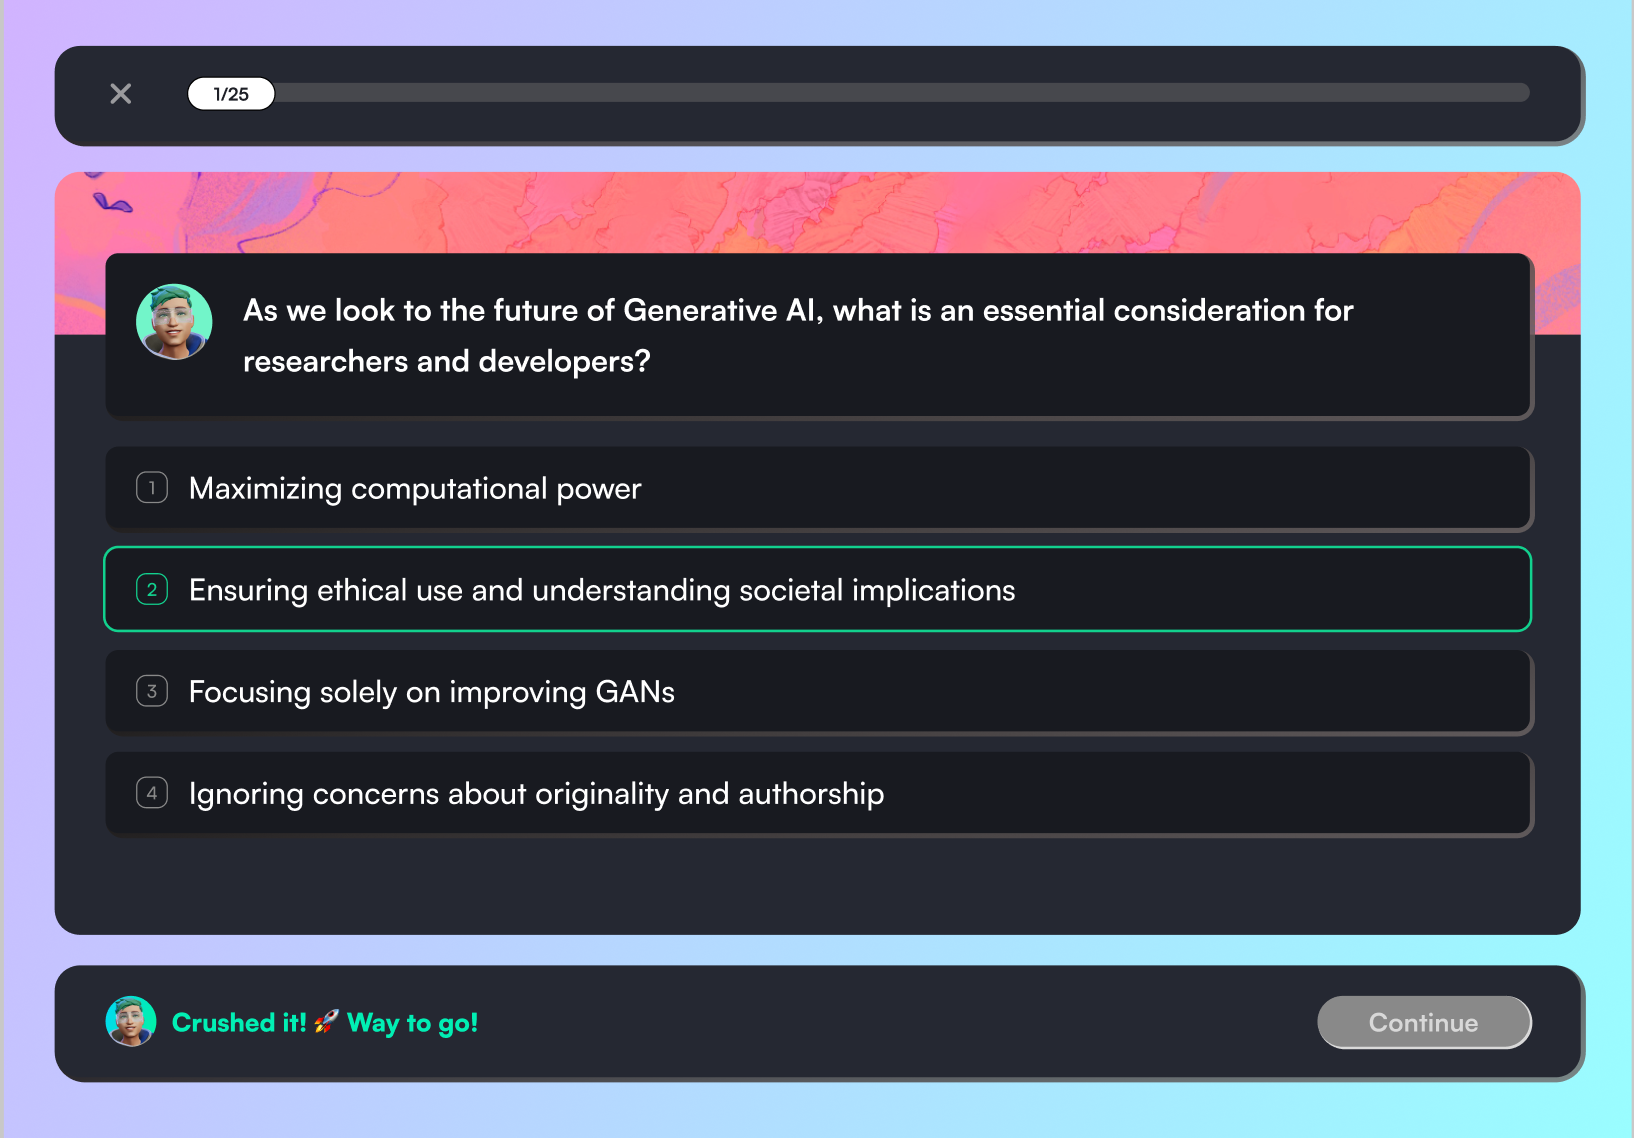 1/25
As we look to the future of Generative AI, what is an essential consideration for
researchers and developers?
1 Maximizing computational power
2 Ensuring ethical use and understanding societal implications
3 Focusing solely on improving GANs
4 Ignoring concerns about originality and authorship
Crushed it! 🚀 Way to go!
Continue